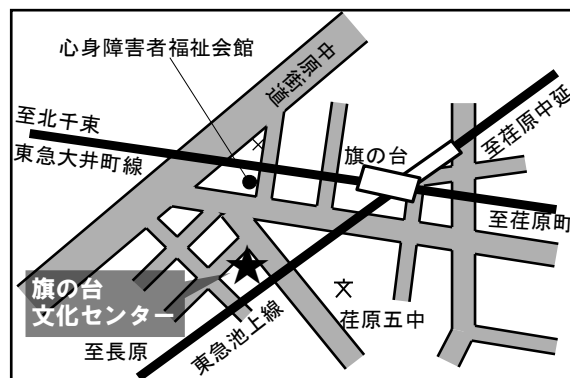 心身障害者福祉会館
中原街道
至北千束
東急大井町線
旗の台
至荏原中延
至荏原町
旗の台
文化センター
荏原五中
東急池上線
至長原